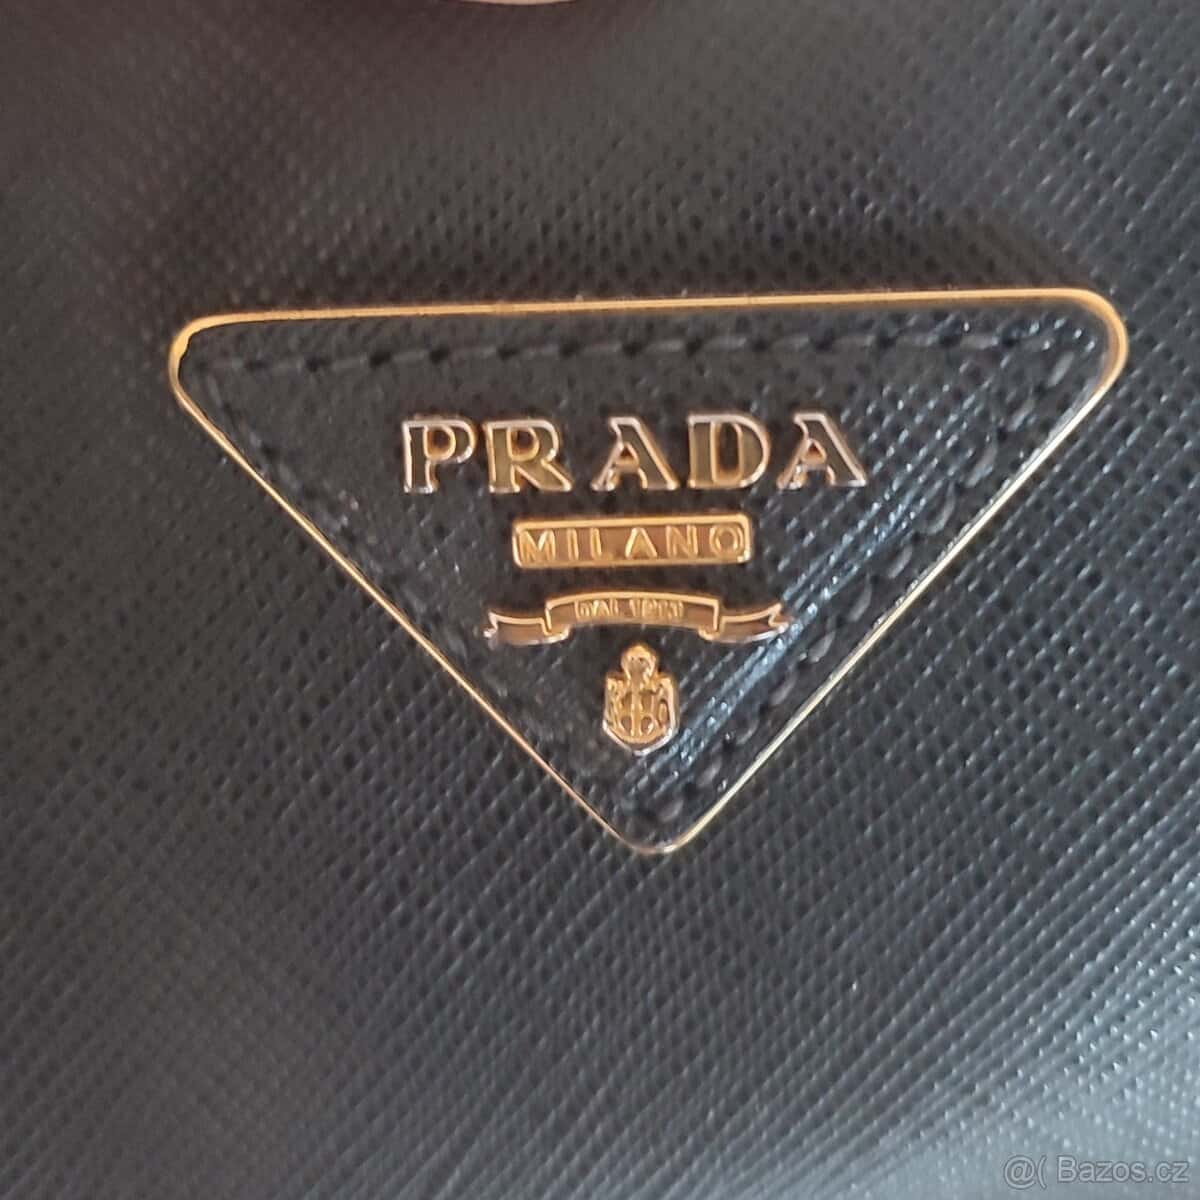 PRADA
MILANO
DAL 1913
@( Bazos.cz